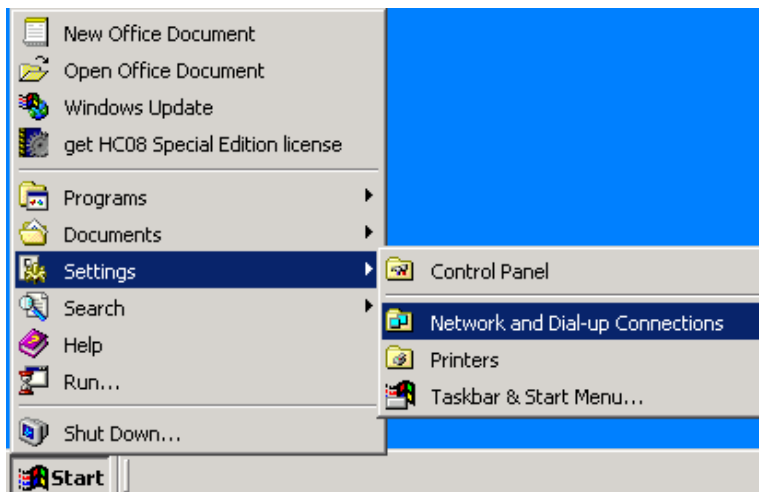 New Office Document
Open Office Document
Windows Update
get HC08 Special Edition license
Programs
Documents
Settings
Search
Help
Run...
Shut Down...
Control Panel
Network and Dial-up Connections
Printers
Taskbar & Start Menu...
Start